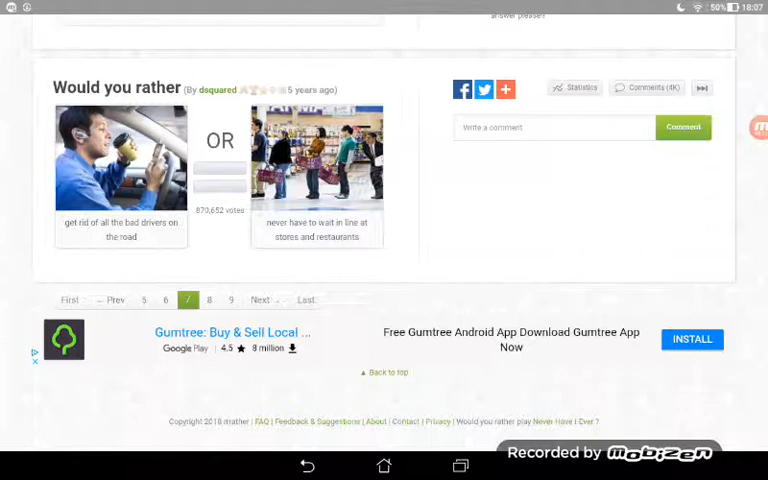 50% 18:07
answer please?
Would you rather (By dsquared 5 years ago)
Statistics
Comments (4K)
OR
Write a comment
Comment
870,652 votes
get rid of all the bad drivers on
the road
never have to wait in line at
stores and restaurants
First
← Prev
5
6
7
8
9
Next
Last
Gumtree: Buy & Sell Local ...
Google Play | 4.5 ★ 8 million
Free Gumtree Android App Download Gumtree App
Now
INSTALL
▲ Back to top
Copyright 2018 rrather | FAQ | Feedback & Suggestions | About | Contact | Privacy | Would you rather play Never Have I Ever ?
Recorded by mobizen